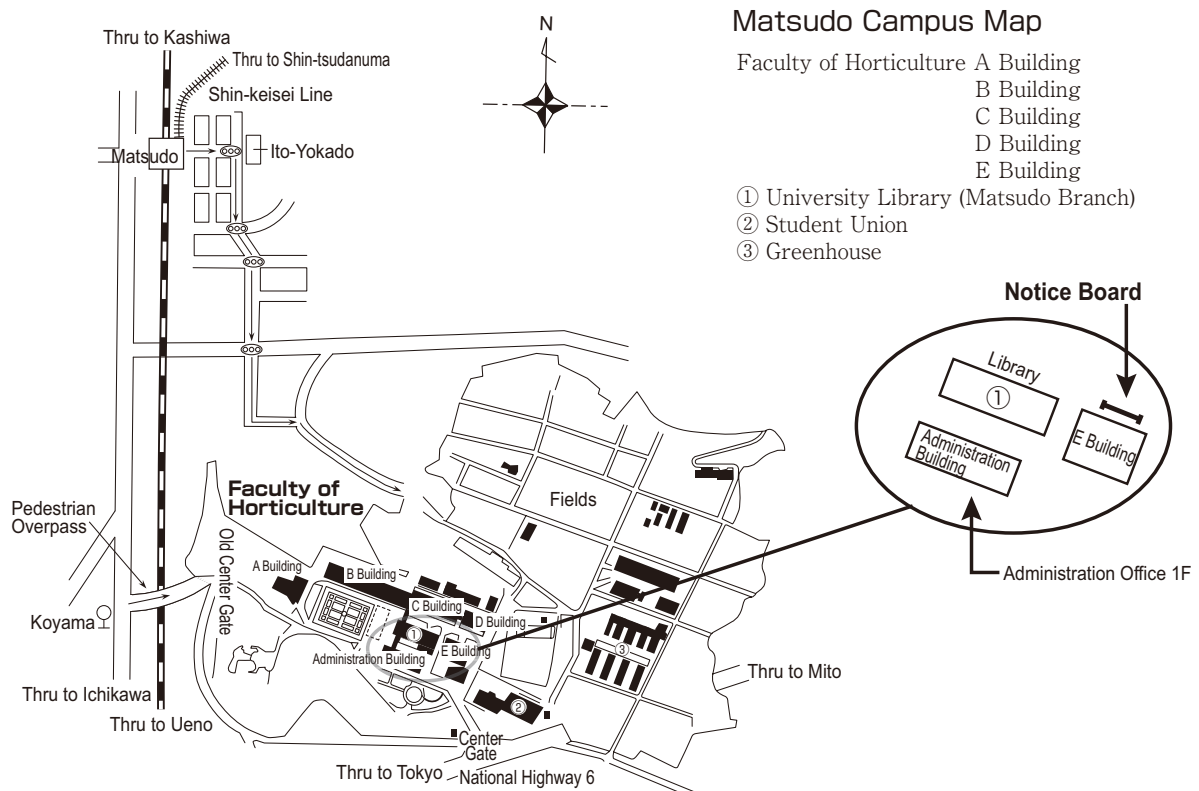 Matsudo Campus Map
Faculty of Horticulture A Building
B Building
C Building
D Building
E Building
① University Library (Matsudo Branch)
② Student Union
③ Greenhouse
N
Thru to Kashiwa
Thru to Shin-tsudanuma
Shin-keisei Line
Matsudo
Ito-Yokado
Notice Board
Library
①
Administration
Building
E Building
Administration Office 1F
Fields
Faculty of
Horticulture
Pedestrian
Overpass
Old Center Gate
A Building
B Building
C Building
D Building
①
E Building
Administration Building
Koyama
③
②
Thru to Mito
Thru to Ichikawa
Thru to Ueno
Center
Gate
Thru to Tokyo
National Highway 6